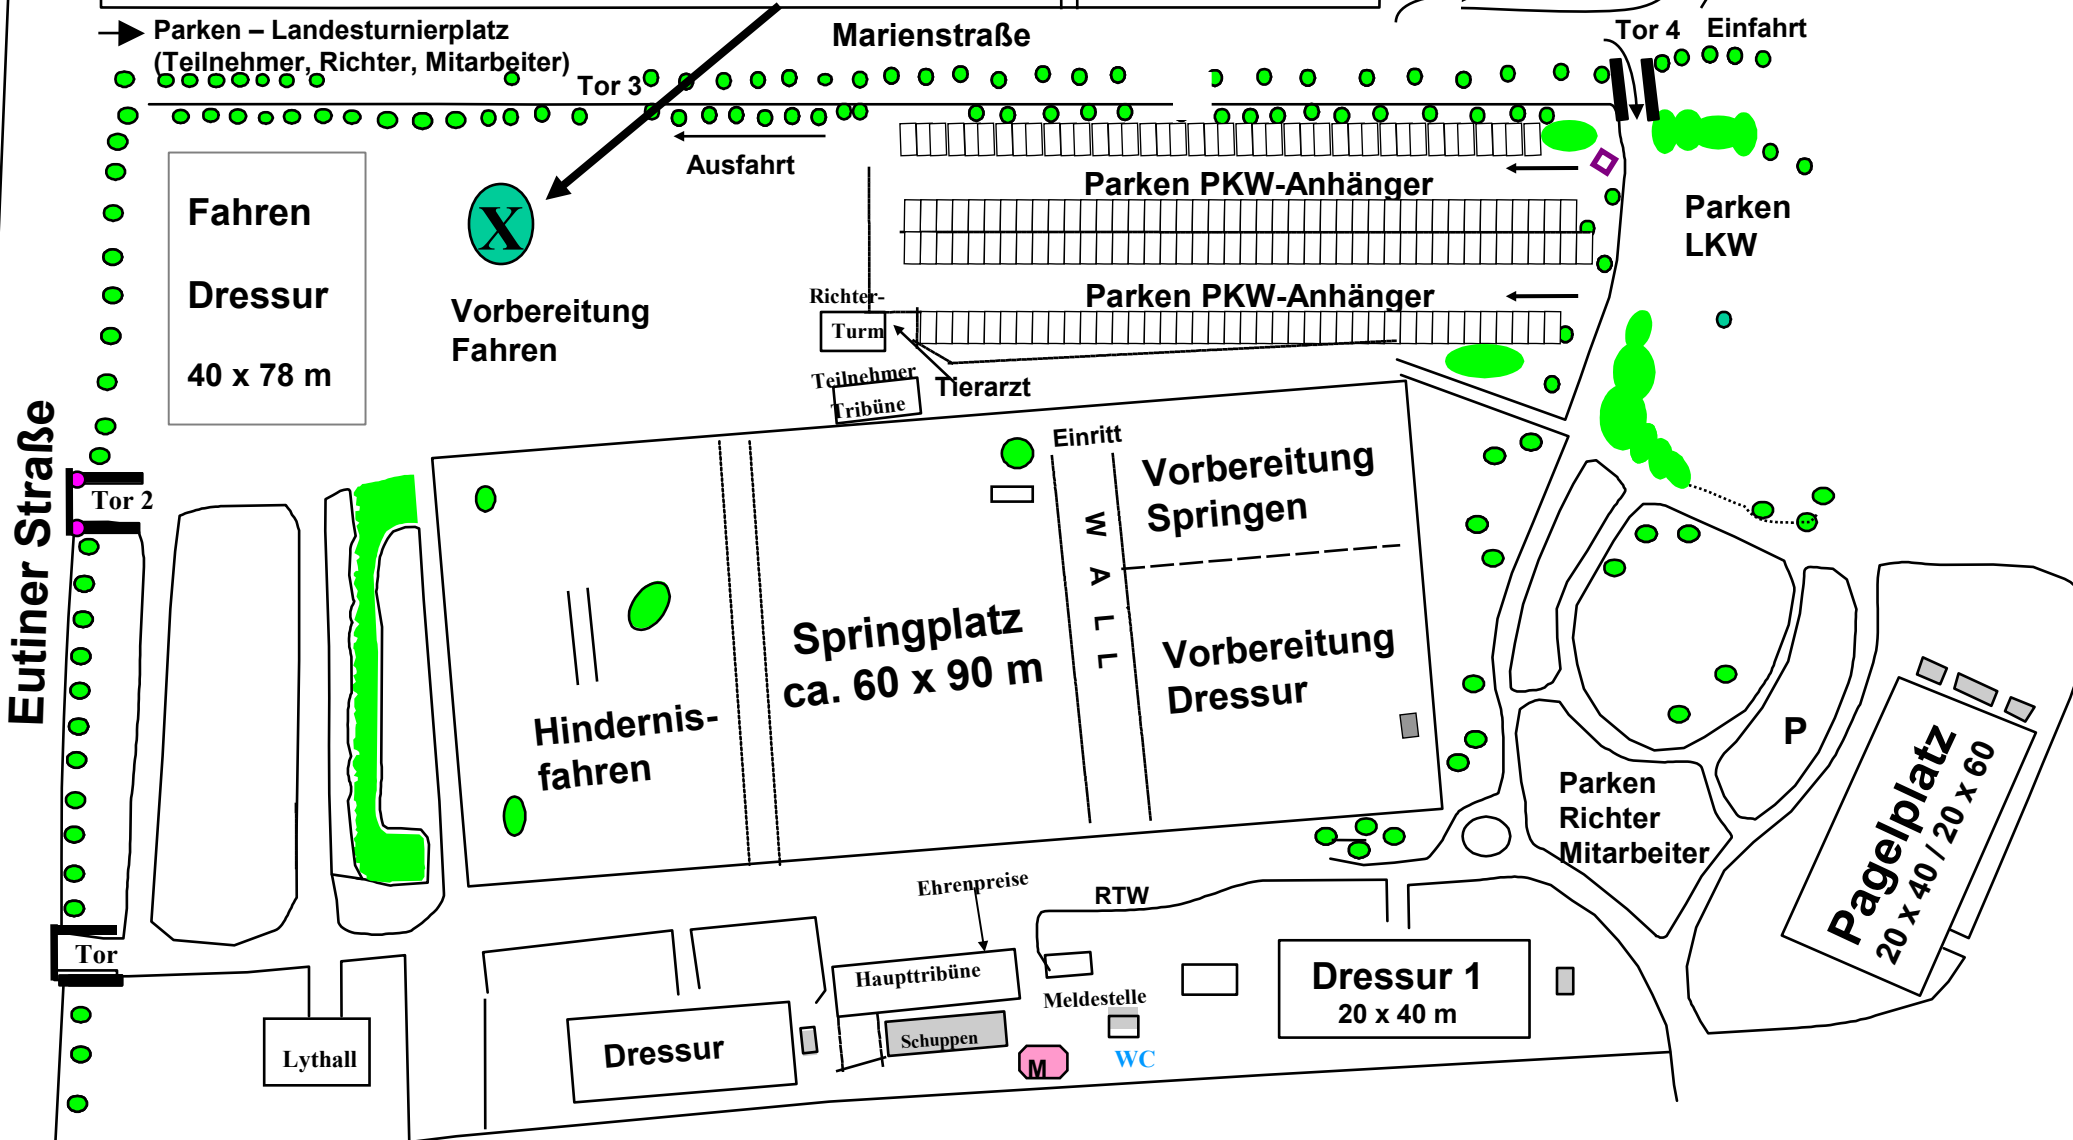 Parken – Landesturnierplatz
(Teilnehmer, Richter, Mitarbeiter)
Marienstraße
Tor 4
Einfahrt
Tor 3
Ausfahrt
Parken PKW-Anhänger
Fahren
Dressur
40 x 78 m
X
Vorbereitung
Fahren
Parken
LKW
Parken PKW-Anhänger
Richter-
Turm
Teilnehmer
Tribüne
Tierarzt
Eutiner Straße
Tor 2
Einritt
Vorbereitung
Springen
WALL
Springplatz
ca. 60 x 90 m
Vorbereitung
Dressur
Hindernis-
fahren
P
Parken
Richter
Mitarbeiter
Pagelplatz
20 x 40 / 20 x 60
Ehrenpreise
RTW
Tor
Haupttribüne
Meldestelle
Dressur 1
20 x 40 m
Lythall
Dressur
Schuppen
M
WC